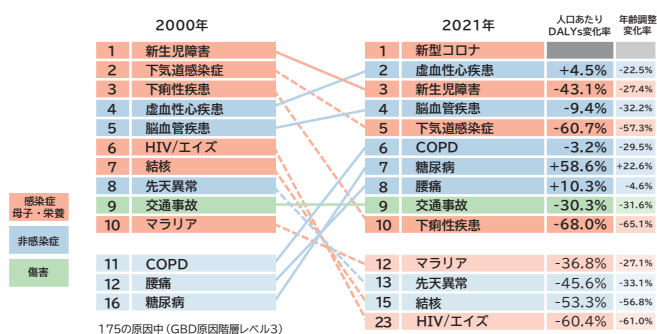 2000年
2021年
人口あたり
DALYs変化率
年齢調整
変化率
1 新生児障害
2 下気道感染症
3 下痢性疾患
4 虚血性心疾患
5 脳血管疾患
6 HIV/エイズ
7 結核
8 先天異常
9 交通事故
10 マラリア
11 COPD
12 腰痛
16 糖尿病
1 新型コロナ
2 虚血性心疾患 +4.5% -22.5%
3 新生児障害 -43.1% -27.4%
4 脳血管疾患 -9.4% -32.2%
5 下気道感染症 -60.7% -57.3%
6 COPD -3.2% -29.5%
7 糖尿病 +58.6% +22.6%
8 腰痛 +10.3% -4.6%
9 交通事故 -30.3% -31.6%
10 下痢性疾患 -68.0% -65.1%
12 マラリア -36.8% -27.1%
13 先天異常 -45.6% -33.1%
15 結核 -53.3% -56.8%
23 HIV/エイズ -60.4% -61.0%
感染症
母子・栄養
非感染症
傷害
175の原因中(GBD原因階層レベル3)